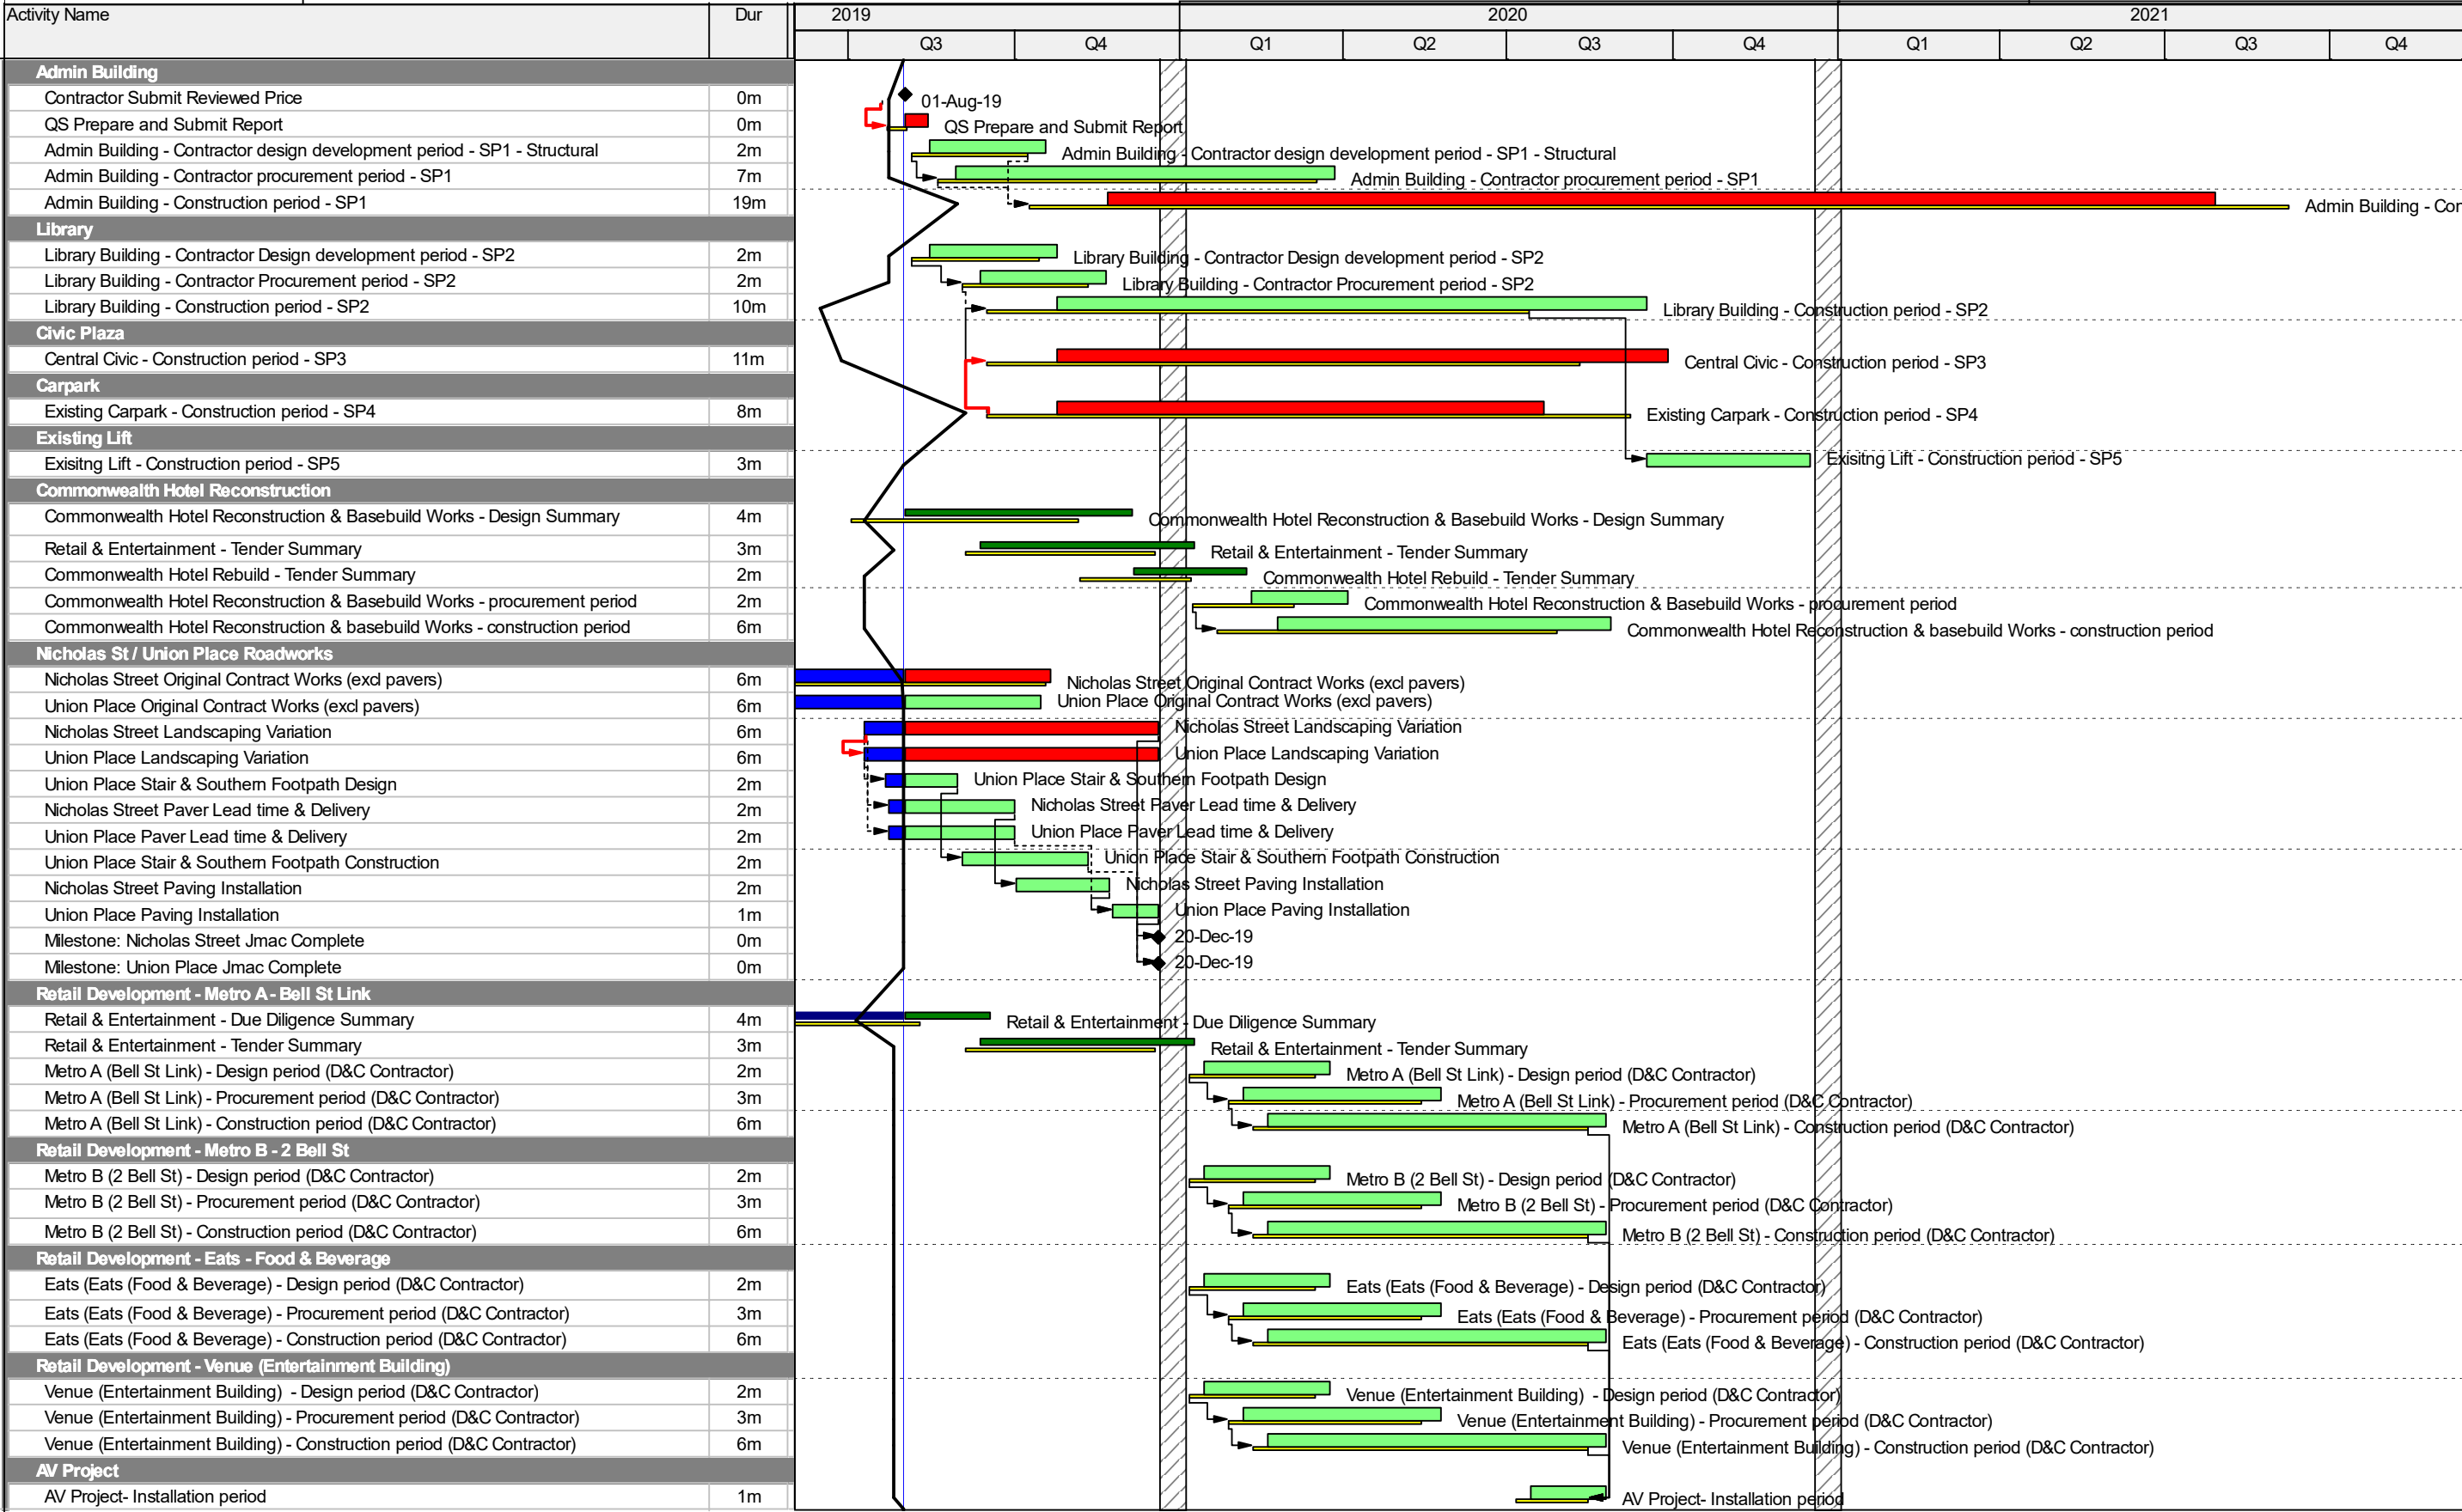 Activity Name Dur 2019 2020 2021
Q3 Q4 Q1 Q2 Q3 Q4 Q1 Q2 Q3 Q4
Admin Building
Contractor Submit Reviewed Price 0m 01-Aug-19
QS Prepare and Submit Report 0m QS Prepare and Submit Report
Admin Building - Contractor design development period - SP1 - Structural 2m Admin Building - Contractor design development period - SP1 - Structural
Admin Building - Contractor procurement period - SP1 7m Admin Building - Contractor procurement period - SP1
Admin Building - Construction period - SP1 19m Admin Building - Cor
Library
Library Building - Contractor Design development period - SP2 2m Library Building - Contractor Design development period - SP2
Library Building - Contractor Procurement period - SP2 2m Library Building - Contractor Procurement period - SP2
Library Building - Construction period - SP2 10m Library Building - Construction period - SP2
Civic Plaza
Central Civic - Construction period - SP3 11m Central Civic - Construction period - SP3
Carpark
Existing Carpark - Construction period - SP4 8m Existing Carpark - Construction period - SP4
Existing Lift
Exisitng Lift - Construction period - SP5 3m Exisitng Lift - Construction period - SP5
Commonwealth Hotel Reconstruction
Commonwealth Hotel Reconstruction & Basebuild Works - Design Summary 4m Commonwealth Hotel Reconstruction & Basebuild Works - Design Summary
Retail & Entertainment - Tender Summary 3m Retail & Entertainment - Tender Summary
Commonwealth Hotel Rebuild - Tender Summary 2m Commonwealth Hotel Rebuild - Tender Summary
Commonwealth Hotel Reconstruction & Basebuild Works - procurement period 2m Commonwealth Hotel Reconstruction & Basebuild Works - procurement period
Commonwealth Hotel Reconstruction & basebuild Works - construction period 6m Commonwealth Hotel Reconstruction & basebuild Works - construction period
Nicholas St / Union Place Roadworks
Nicholas Street Original Contract Works (excl pavers) 6m Nicholas Street Original Contract Works (excl pavers)
Union Place Original Contract Works (excl pavers) 6m Union Place Original Contract Works (excl pavers)
Nicholas Street Landscaping Variation 6m Nicholas Street Landscaping Variation
Union Place Landscaping Variation 6m Union Place Landscaping Variation
Union Place Stair & Southern Footpath Design 2m Union Place Stair & Southern Footpath Design
Nicholas Street Paver Lead time & Delivery 2m Nicholas Street Paver Lead time & Delivery
Union Place Paver Lead time & Delivery 2m Union Place Paver Lead time & Delivery
Union Place Stair & Southern Footpath Construction 2m Union Place Stair & Southern Footpath Construction
Nicholas Street Paving Installation 2m Nicholas Street Paving Installation
Union Place Paving Installation 1m Union Place Paving Installation
Milestone: Nicholas Street Jmac Complete 0m 20-Dec-19
Milestone: Union Place Jmac Complete 0m 20-Dec-19
Retail Development - Metro A - Bell St Link
Retail & Entertainment - Due Diligence Summary 4m Retail & Entertainment - Due Diligence Summary
Retail & Entertainment - Tender Summary 3m Retail & Entertainment - Tender Summary
Metro A (Bell St Link) - Design period (D&C Contractor) 2m Metro A (Bell St Link) - Design period (D&C Contractor)
Metro A (Bell St Link) - Procurement period (D&C Contractor) 3m Metro A (Bell St Link) - Procurement period (D&C Contractor)
Metro A (Bell St Link) - Construction period (D&C Contractor) 6m Metro A (Bell St Link) - Construction period (D&C Contractor)
Retail Development - Metro B - 2 Bell St
Metro B (2 Bell St) - Design period (D&C Contractor) 2m Metro B (2 Bell St) - Design period (D&C Contractor)
Metro B (2 Bell St) - Procurement period (D&C Contractor) 3m Metro B (2 Bell St) - Procurement period (D&C Contractor)
Metro B (2 Bell St) - Construction period (D&C Contractor) 6m Metro B (2 Bell St) - Construction period (D&C Contractor)
Retail Development - Eats - Food & Beverage
Eats (Eats (Food & Beverage) - Design period (D&C Contractor) 2m Eats (Eats (Food & Beverage) - Design period (D&C Contractor)
Eats (Eats (Food & Beverage) - Procurement period (D&C Contractor) 3m Eats (Eats (Food & Beverage) - Procurement period (D&C Contractor)
Eats (Eats (Food & Beverage) - Construction period (D&C Contractor) 6m Eats (Eats (Food & Beverage) - Construction period (D&C Contractor)
Retail Development - Venue (Entertainment Building)
Venue (Entertainment Building) - Design period (D&C Contractor) 2m Venue (Entertainment Building) - Design period (D&C Contractor)
Venue (Entertainment Building) - Procurement period (D&C Contractor) 3m Venue (Entertainment Building) - Procurement period (D&C Contractor)
Venue (Entertainment Building) - Construction period (D&C Contractor) 6m Venue (Entertainment Building) - Construction period (D&C Contractor)
AV Project
AV Project- Installation period 1m AV Project- Installation period